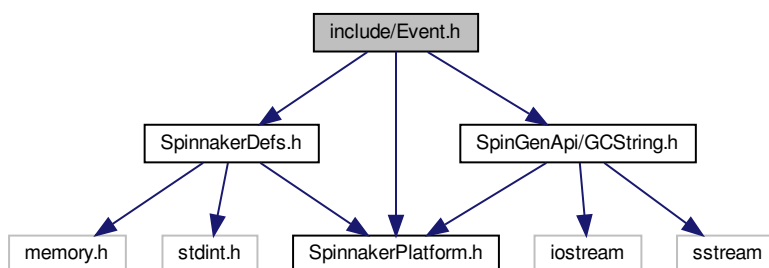 include/Event.h
SpinnakerDefs.h
SpinGenApi/GCString.h
memory.h
stdint.h
SpinnakerPlatform.h
iostream
sstream